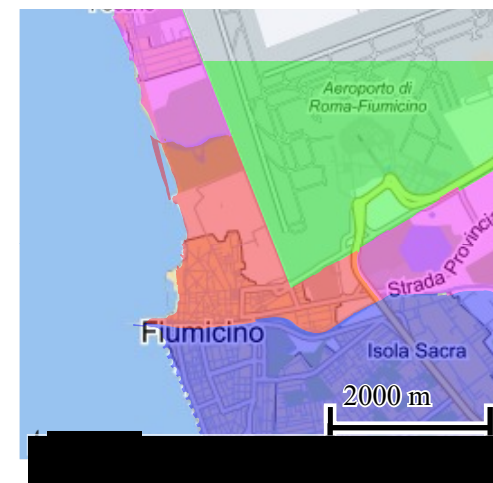 Aeroporto di
Roma-Fiumicino
Strada Provinci
Fiumicino
Isola Sacra
2000 m